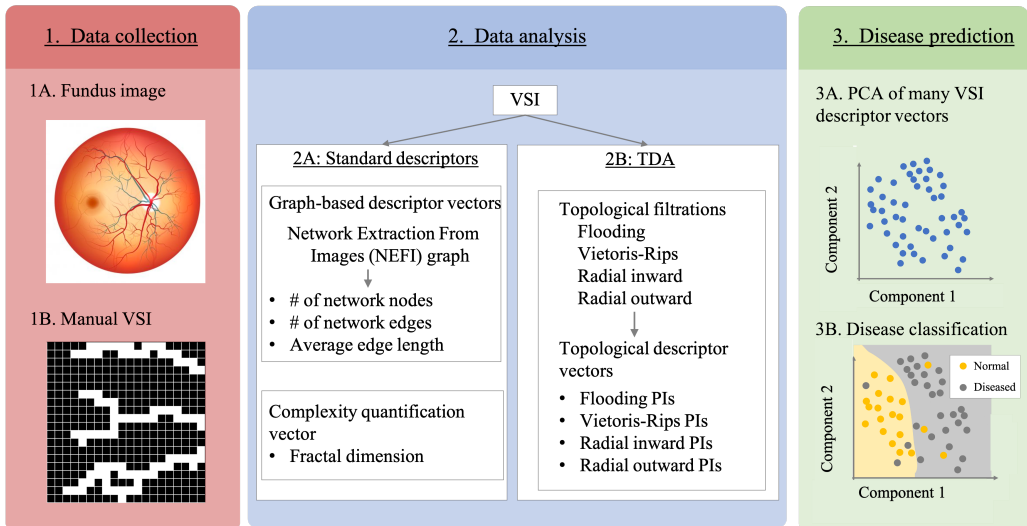 1. Data collection
1A. Fundus image
1B. Manual VSI
2. Data analysis
VSI
2A: Standard descriptors
Graph-based descriptor vectors
Network Extraction From
Images (NEFI) graph
• # of network nodes
• # of network edges
• Average edge length
Complexity quantification
vector
• Fractal dimension
2B: TDA
Topological filtrations
Flooding
Vietoris-Rips
Radial inward
Radial outward
Topological descriptor
vectors
• Flooding PIs
• Vietoris-Rips PIs
• Radial inward PIs
• Radial outward PIs
3. Disease prediction
3A. PCA of many VSI
descriptor vectors
Component 2
Component 1
3B. Disease classification
Normal
Diseased
Component 2
Component 1